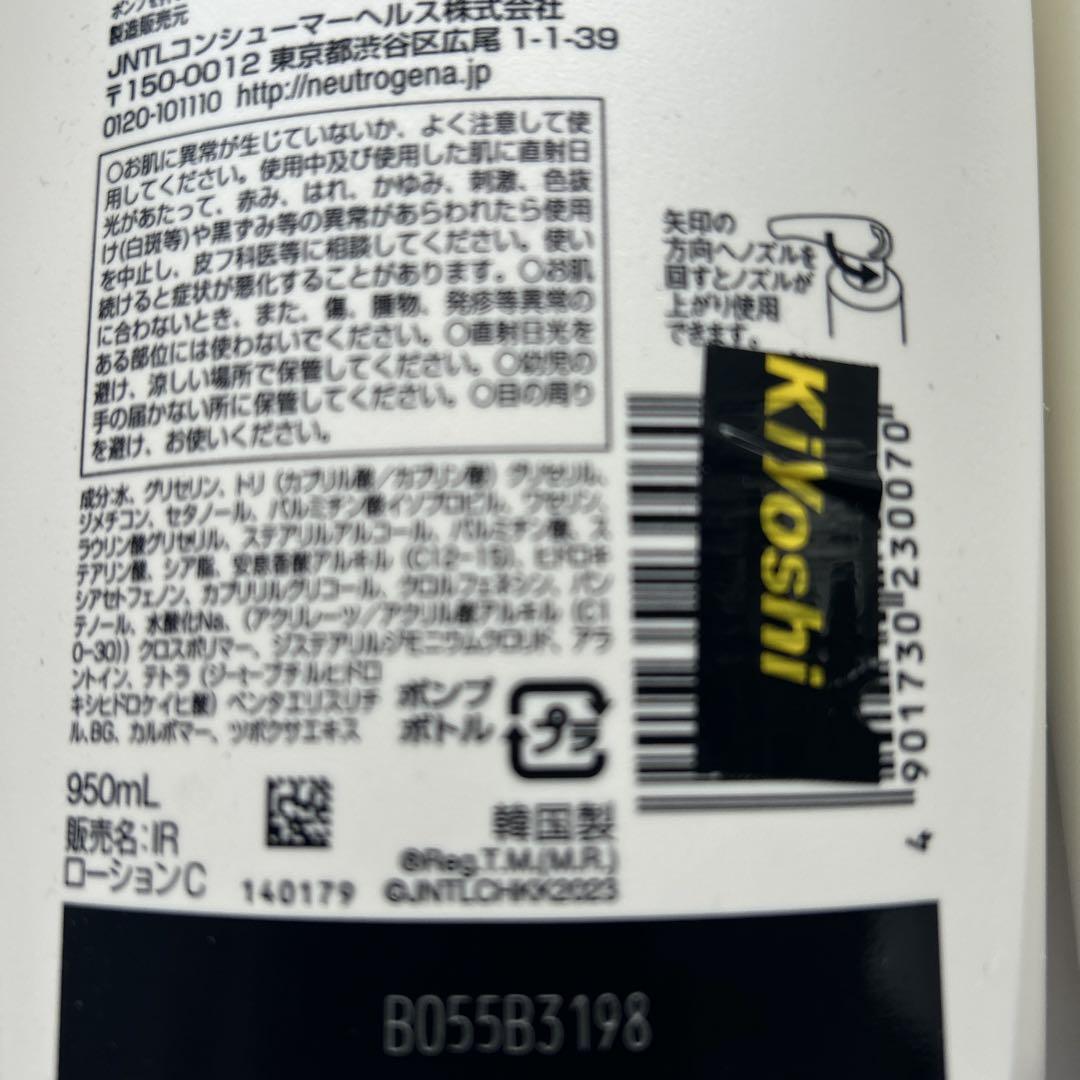 製造販売元
JNTLコンシューマーヘルス株式会社
〒150-0012 東京都渋谷区広尾 1-1-39
0120-101110 http://neutrogena.jp
〇お肌に異常が生じていないか、よく注意して使
用してください。使用中及び使用した肌に直射日
光があたって、赤み、はれ、かゆみ、刺激、色抜
け(白斑等)や黒ずみ等の異常があらわれたら使用
を中止し、皮フ科医等に相談してください。使い
続けると症状が悪化することがあります。〇お肌
に合わないとき、また、傷、腫物、発疹等異常の
ある部位には使わないでください。〇直射日光を
避け、涼しい場所で保管してください。〇幼児の
手の届かない所に保管してください。〇目の周り
を避け、お使いください。
矢印の
方向へノズルを
回すとノズルが
上がり使用
できます。
成分:水、グリセリン、トリ（カプリル酸／カプリン酸）グリセリル、
ジメチコン、セタノール、パルミチン酸イソプロピル、ワセリン、
ラウリン酸グリセリル、ステアリルアルコール、パルミチン酸、ス
テアリン酸、シア脂、安息香酸アルキル（C12-15）、ヒドロキ
シアセトフェノン、カプリリルグリコール、クロルフェネシン、パン
テノール、水酸化Na、（アクリレーツ／アクリル酸アルキル（C1
0-30））クロスポリマー、ジステアリルジモニウムクロリド、アラ
ントイン、テトラ（ジ-t-ブチルヒドロ
キシヒドロケイヒ酸）ペンタエリスリチ
ル、BG、カルボマー、ツボクサエキス
ポンプ
ボトル
プラ
950mL
販売名:IR
ローションC
140179
韓国製
®Reg.T.M.(M.R.)
©JNTLCHKK2023
Kiyoshi
4 901730 230070
B055B3198